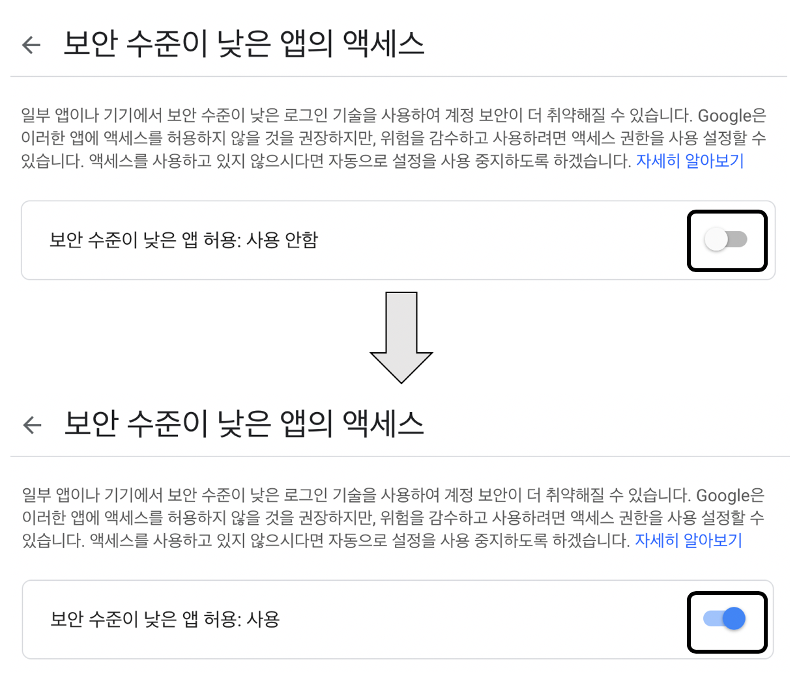 보안 수준이 낮은 앱의 액세스
일부 앱이나 기기에서 보안 수준이 낮은 로그인 기술을 사용하여 계정 보안이 더 취약해질 수 있습니다. Google은
이러한 앱에 액세스를 허용하지 않을 것을 권장하지만, 위험을 감수하고 사용하려면 액세스 권한을 사용 설정할 수
있습니다. 액세스를 사용하고 있지 않으시다면 자동으로 설정을 사용 중지하도록 하겠습니다. 자세히 알아보기
보안 수준이 낮은 앱 허용: 사용 안함
보안 수준이 낮은 앱의 액세스
일부 앱이나 기기에서 보안 수준이 낮은 로그인 기술을 사용하여 계정 보안이 더 취약해질 수 있습니다. Google은
이러한 앱에 액세스를 허용하지 않을 것을 권장하지만, 위험을 감수하고 사용하려면 액세스 권한을 사용 설정할 수
있습니다. 액세스를 사용하고 있지 않으시다면 자동으로 설정을 사용 중지하도록 하겠습니다. 자세히 알아보기
보안 수준이 낮은 앱 허용: 사용